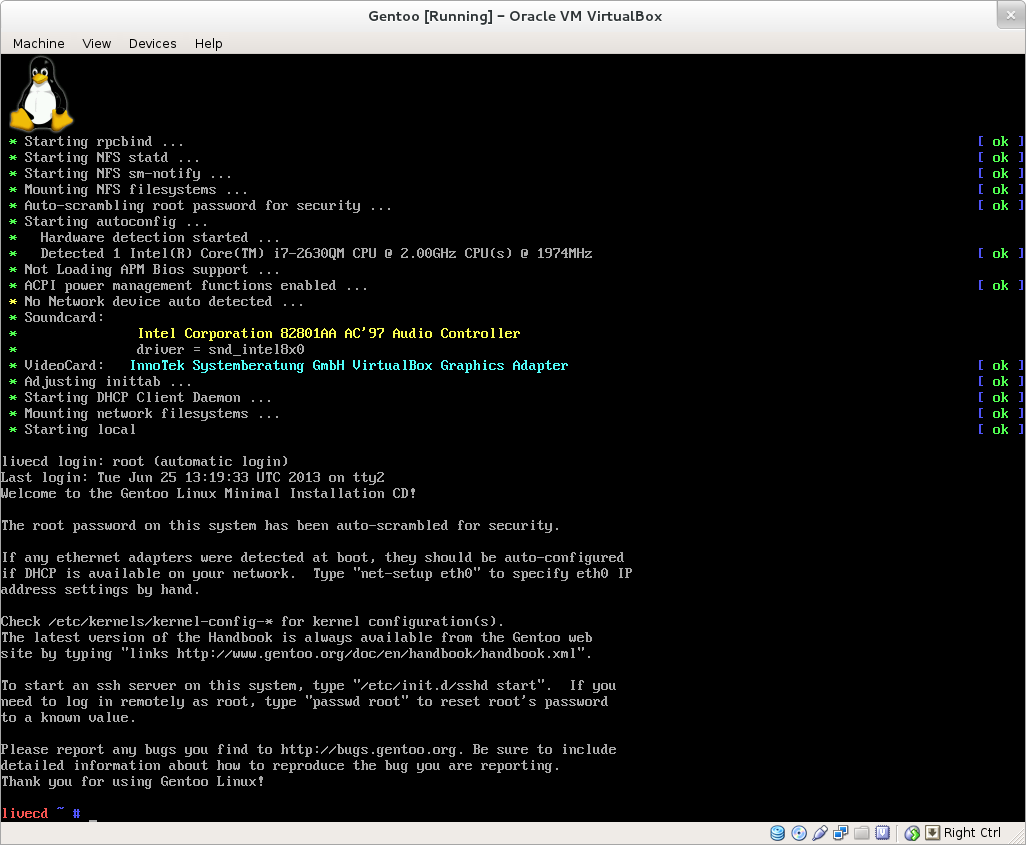 Gentoo [Running] - Oracle VM VirtualBox
Machine View Devices Help
* Starting rpcbind ... [ ok ]
* Starting NFS statd ... [ ok ]
* Starting NFS sm-notify ... [ ok ]
* Mounting NFS filesystems ... [ ok ]
* Auto-scrambling root password for security ... [ ok ]
* Starting autoconfig ...
*   Hardware detection started ...
*   Detected 1 Intel(R) Core(TM) i7-2630QM CPU @ 2.00GHz CPU(s) @ 1974MHz [ ok ]
* Not Loading APM Bios support ...
* ACPI power management functions enabled ... [ ok ]
* No Network device auto detected ...
* Soundcard:
*               Intel Corporation 82801AA AC'97 Audio Controller
*               driver = snd_intel8x0
* VideoCard:   InnoTek Systemberatung GmbH VirtualBox Graphics Adapter [ ok ]
* Adjusting inittab ... [ ok ]
* Starting DHCP Client Daemon ... [ ok ]
* Mounting network filesystems ... [ ok ]
* Starting local [ ok ]
livecd login: root (automatic login)
Last login: Tue Jun 25 13:19:33 UTC 2013 on tty2
Welcome to the Gentoo Linux Minimal Installation CD!
The root password on this system has been auto-scrambled for security.
If any ethernet adapters were detected at boot, they should be auto-configured
if DHCP is available on your network.  Type "net-setup eth0" to specify eth0 IP
address settings by hand.
Check /etc/kernels/kernel-config-* for kernel configuration(s).
The latest version of the Handbook is always available from the Gentoo web
site by typing "links http://www.gentoo.org/doc/en/handbook/handbook.xml".
To start an ssh server on this system, type "/etc/init.d/sshd start".  If you
need to log in remotely as root, type "passwd root" to reset root's password
to a known value.
Please report any bugs you find to http://bugs.gentoo.org. Be sure to include
detailed information about how to reproduce the bug you are reporting.
Thank you for using Gentoo Linux!
livecd ~ # _
Right Ctrl